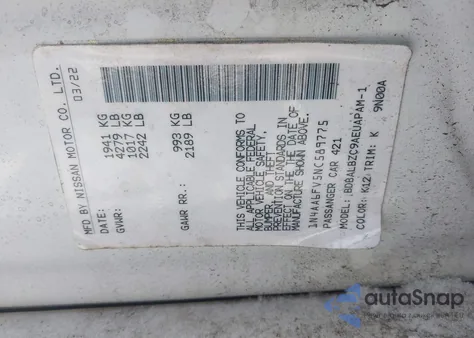 MFD BY NISSAN MOTOR CO. LTD.
03/22
GVWR: 1941 KG
4279 LB
1017 KG
2242 LB
GAWR RR: 993 KG
2189 LB
THIS VEHICLE CONFORMS TO
ALL APPLICABLE FEDERAL
MOTOR VEHICLE SAFETY,
BUMPER AND THEFT
PREVENTION STANDARDS IN
EFFECT ON THE DATE OF
MANUFACTURE SHOWN ABOVE.
1N4AA6FV5NC589775
PASSENGER CAR 421
MODEL: BDBALBZC9AEUAPAM-1
COLOR: K12 TRIM: K 9N00A
autoSnap